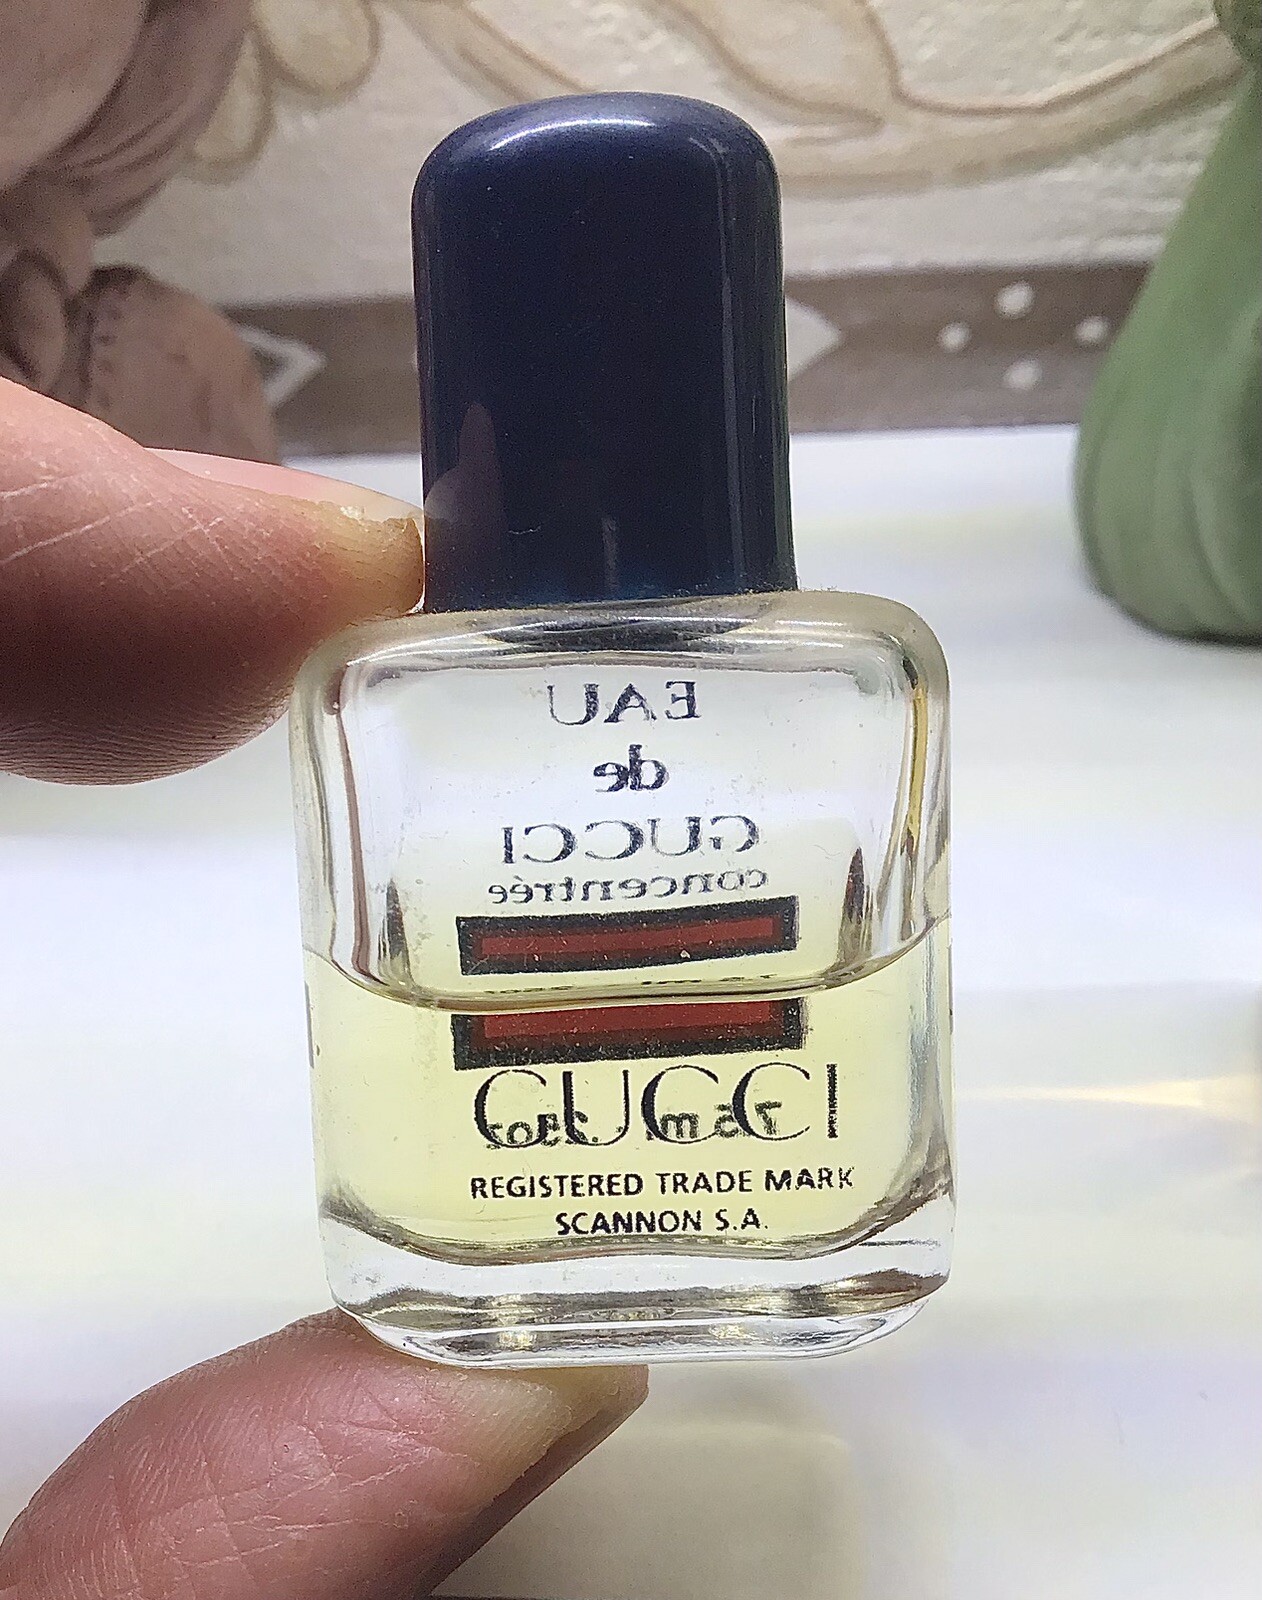 EAU
de
GUCCI
concentrée
GUCCI
REGISTERED TRADE MARK
SCANNON S.A.